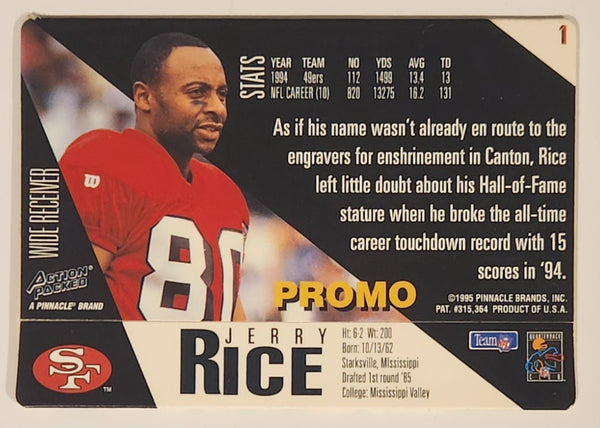 1
STATS
YEAR TEAM NO YDS AVG TD
1994 49ers 112 1499 13.4 13
NFL CAREER (10) 820 13275 16.2 131
As if his name wasn't already en route to the
engravers for enshrinement in Canton, Rice
left little doubt about his Hall-of-Fame
stature when he broke the all-time
career touchdown record with 15
scores in '94.
WIDE RECEIVER
80
ACTION PACKED®
A PINNACLE® BRAND
PROMO
©1995 PINNACLE BRANDS, INC.
PAT. #315,364 PRODUCT OF U.S.A.
SF
TM
JERRY
RICE
Ht: 6-2 Wt: 200
Born: 10/13/62
Starksville, Mississippi
Drafted 1st round '85
College: Mississippi Valley
Team NFL
QUARTERBACK